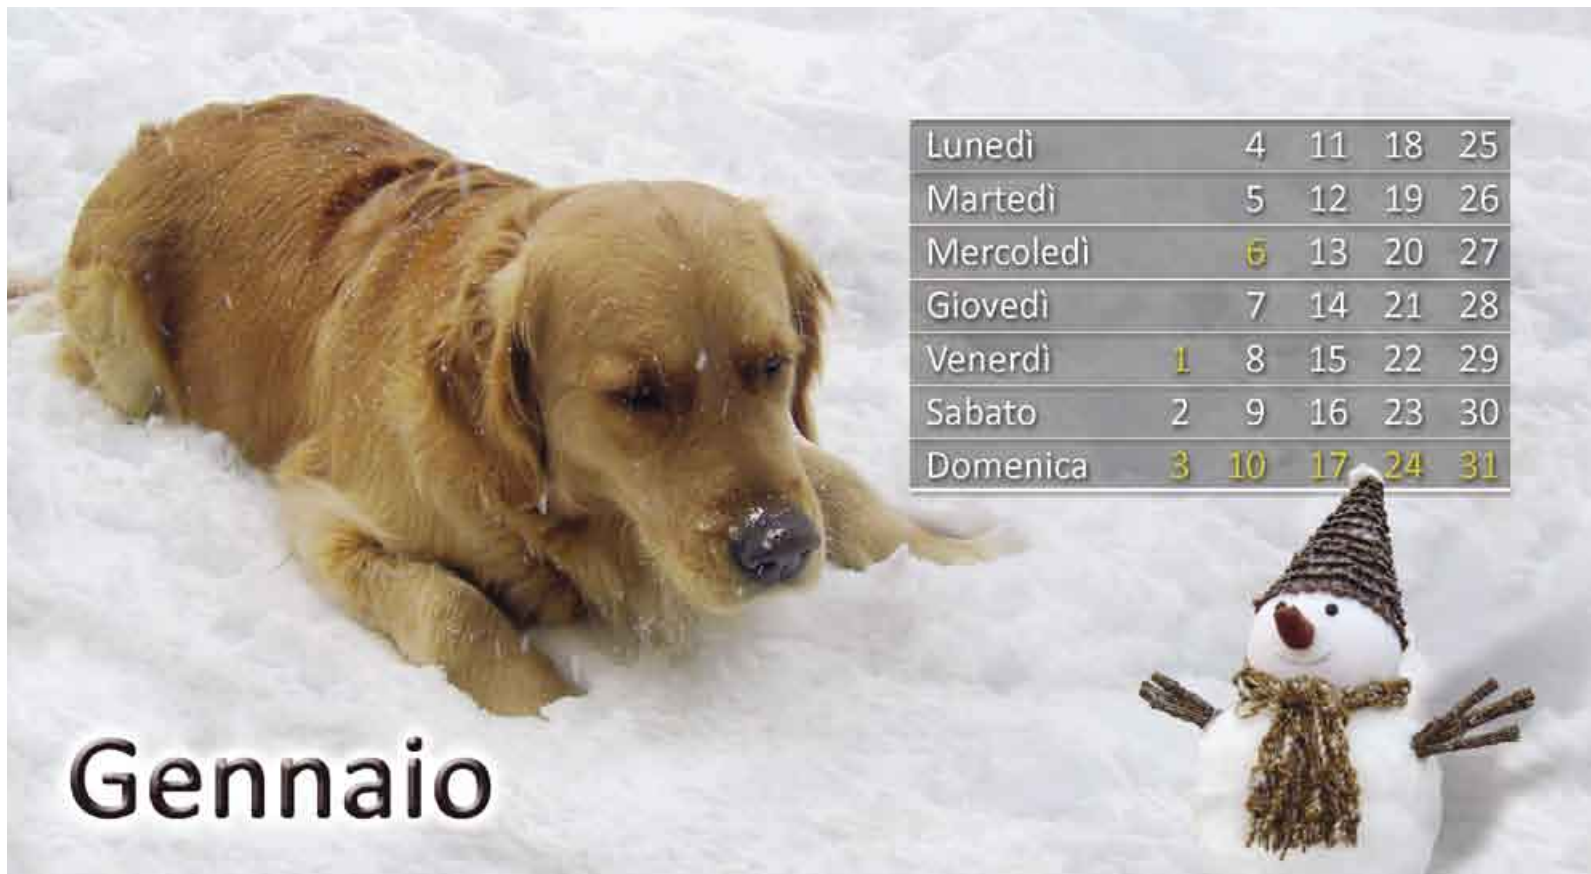 Lunedì 4 11 18 25
Martedì 5 12 19 26
Mercoledì 6 13 20 27
Giovedì 7 14 21 28
Venerdì 1 8 15 22 29
Sabato 2 9 16 23 30
Domenica 3 10 17 24 31
Gennaio